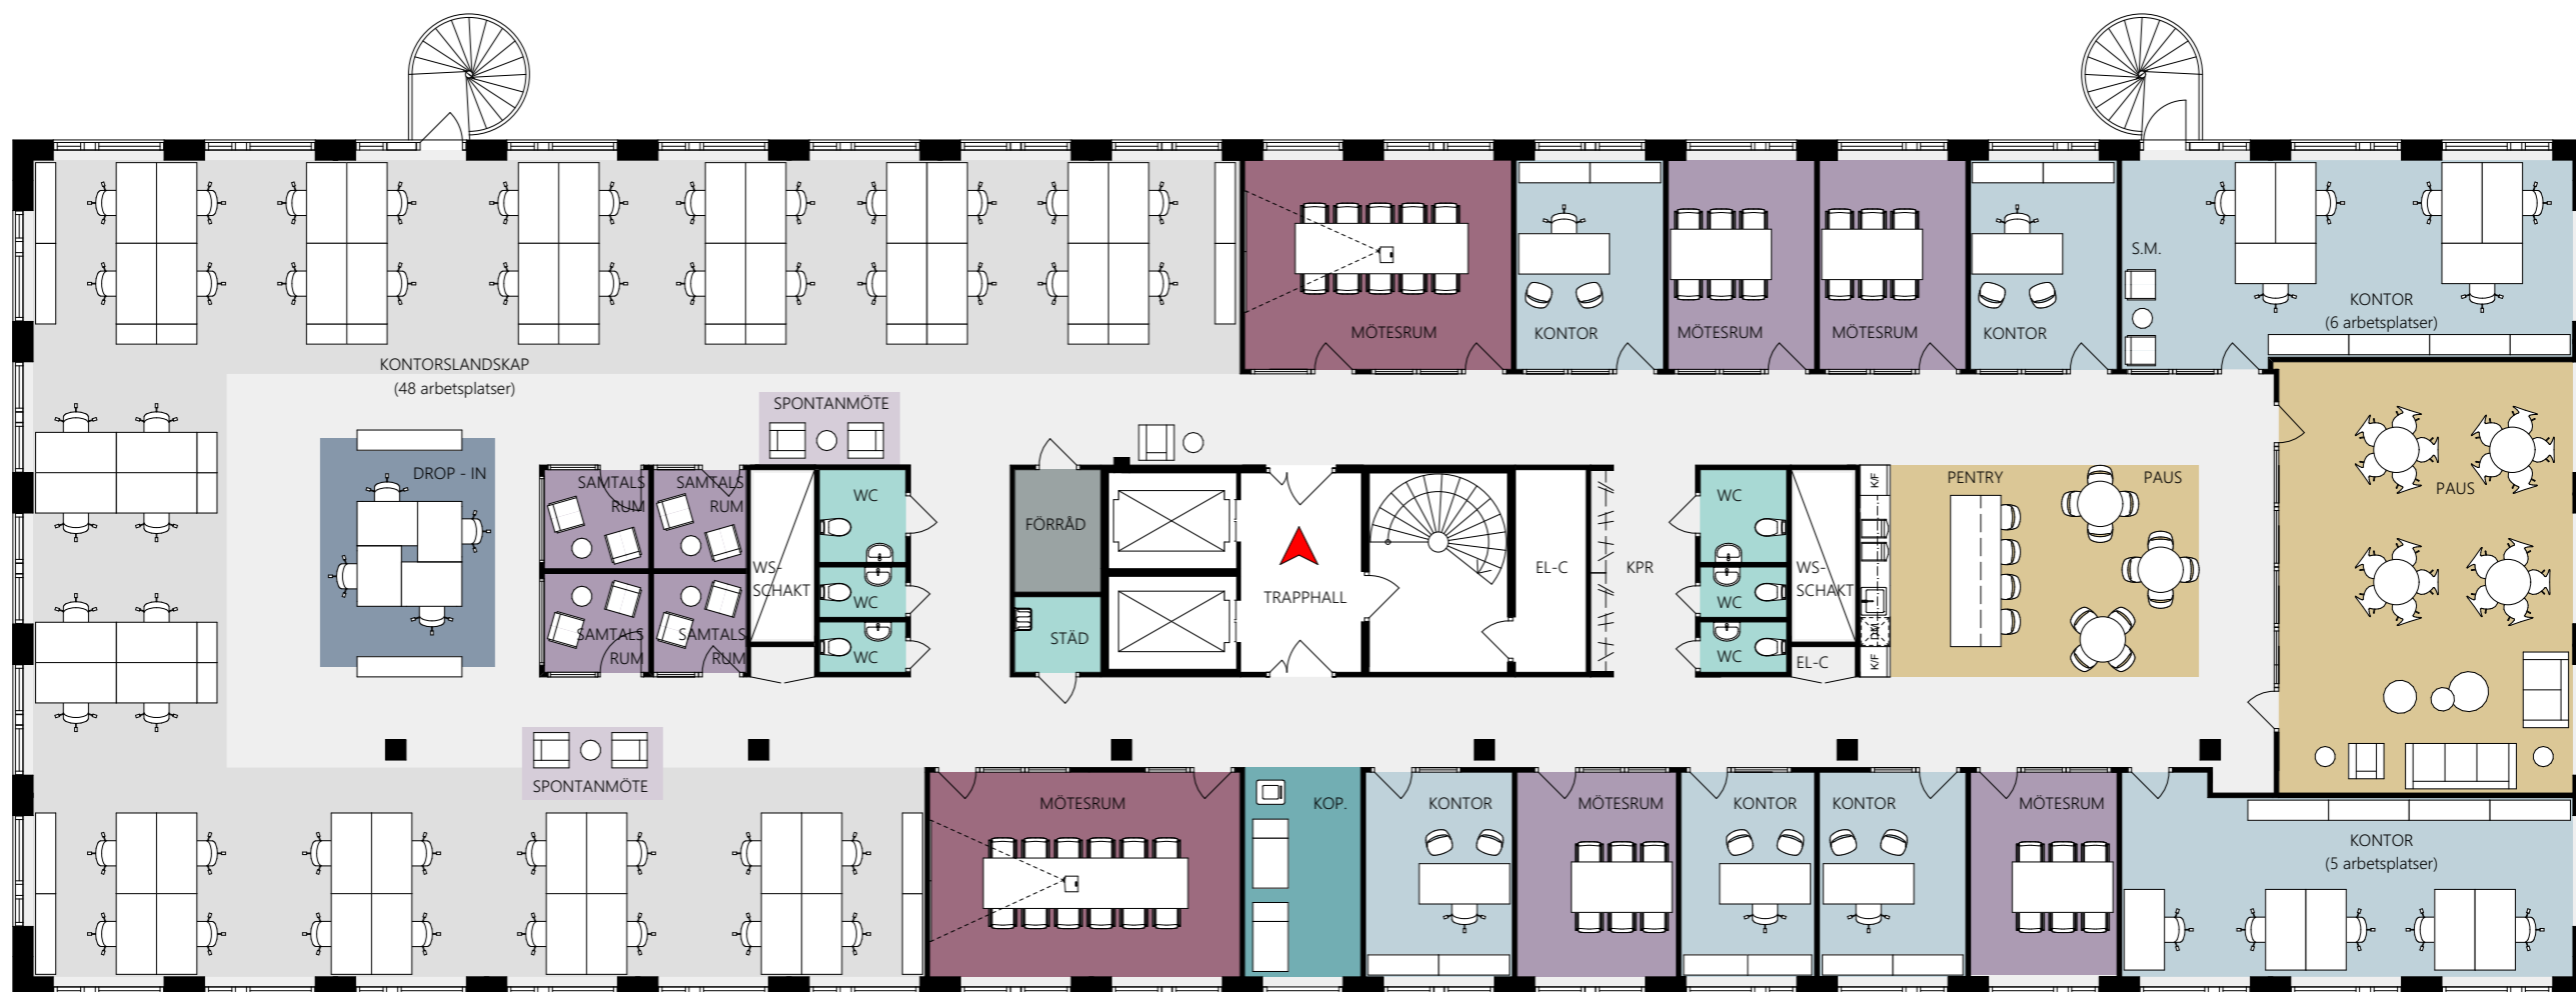 S.M.
KONTOR
(6 arbetsplatser)
MÖTESRUM
KONTOR
MÖTESRUM
MÖTESRUM
KONTOR
KONTORSLANDSKAP
(48 arbetsplatser)
SPONTANMÖTE
DROP - IN
SAMTALS
RUM
SAMTALS
RUM
WC
FÖRRÅD
WS-
SCHAKT
WC
SAMTALS
RUM
SAMTALS
RUM
WC
STÄD
TRAPPHALL
EL-C
KPR
WC
WC
WC
WS-
SCHAKT
EL-C
K/F
DM
K/F
PENTRY
PAUS
PAUS
SPONTANMÖTE
MÖTESRUM
KOP.
KONTOR
MÖTESRUM
KONTOR
KONTOR
MÖTESRUM
KONTOR
(5 arbetsplatser)